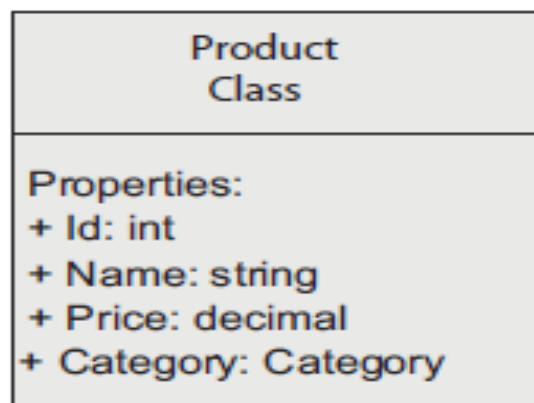 Product
Class
Properties:
+ Id: int
+ Name: string
+ Price: decimal
+ Category: Category